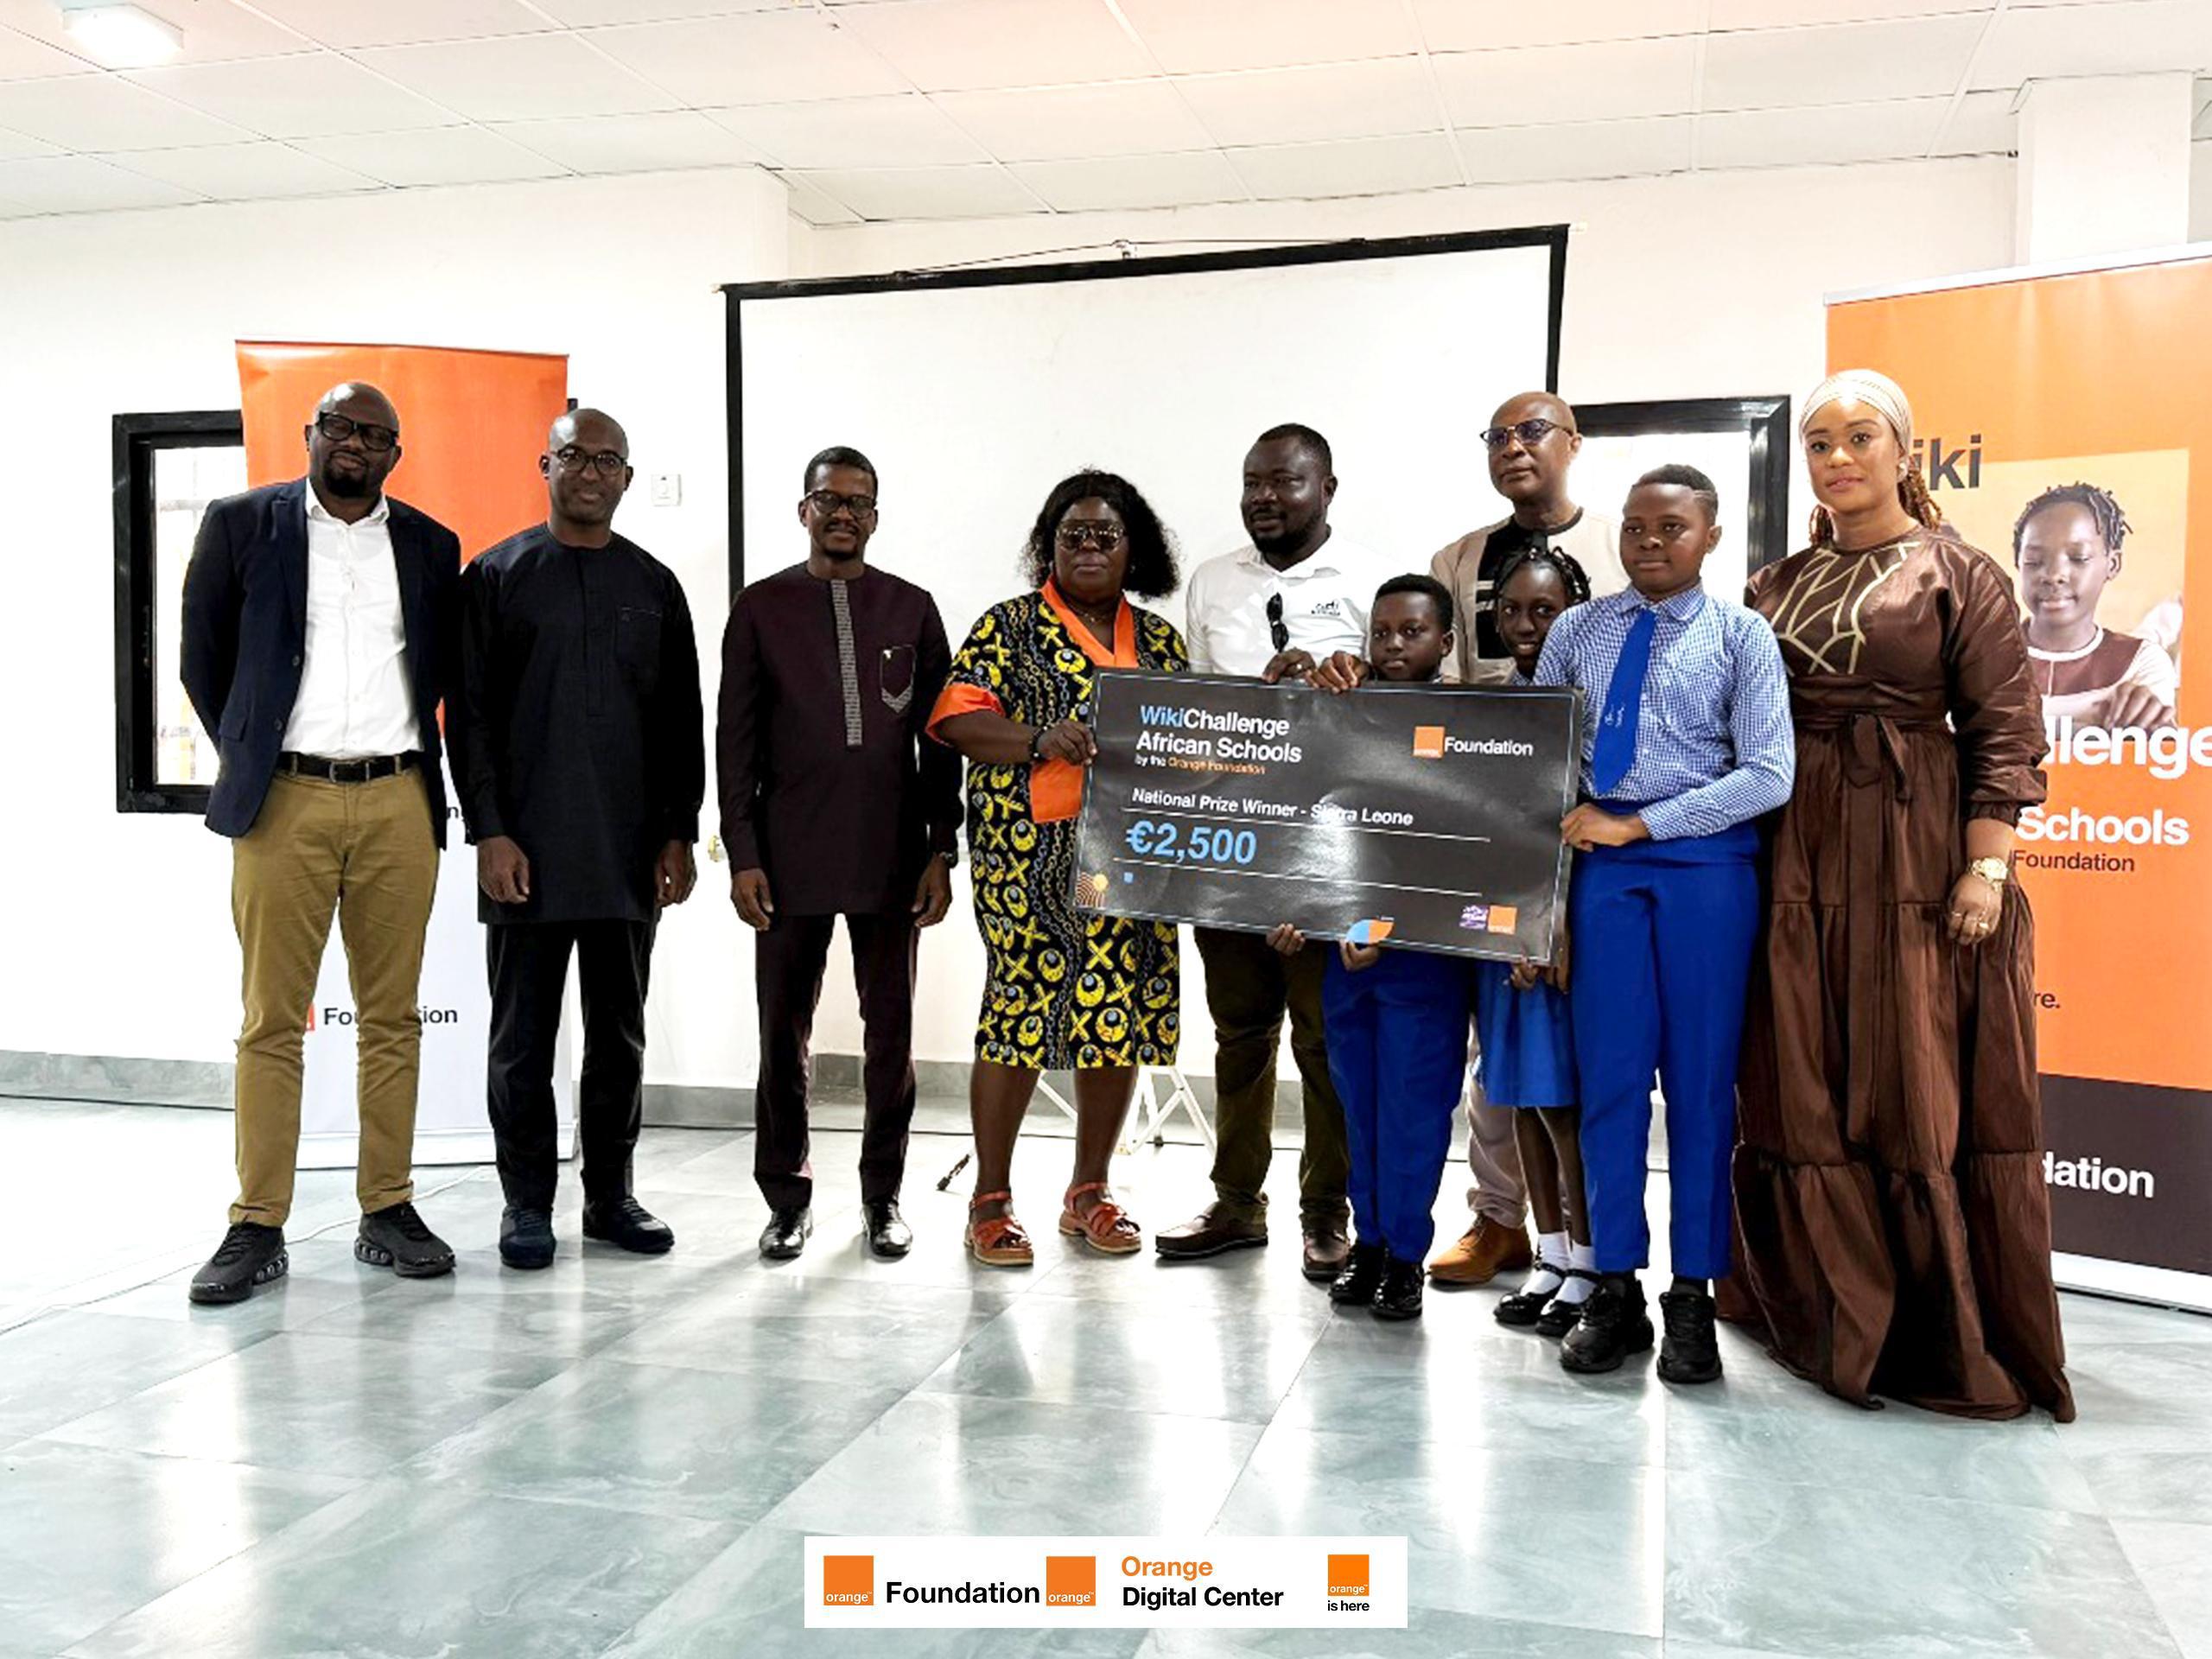 iki
llenge
Schools
Foundation
re.
dation
WikiChallenge
African Schools
by the Orange Foundation
Foundation
National Prize Winner - Sierra Leone
€2,500
orange
Foundation
orange
Orange
Digital Center
orange
is here